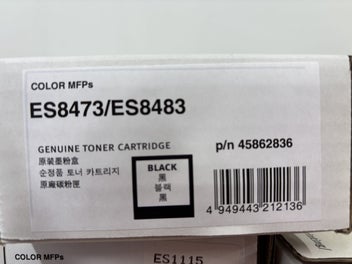 COLOR MFPs
ES8473/ES8483
GENUINE TONER CARTRIDGE
p/n 45862836
原裝墨粉盒
순정품 토너 카트리지
原廠碳粉匣
BLACK
黑
블랙
黑
4 949443 212136
COLOR MFPs
ES1115